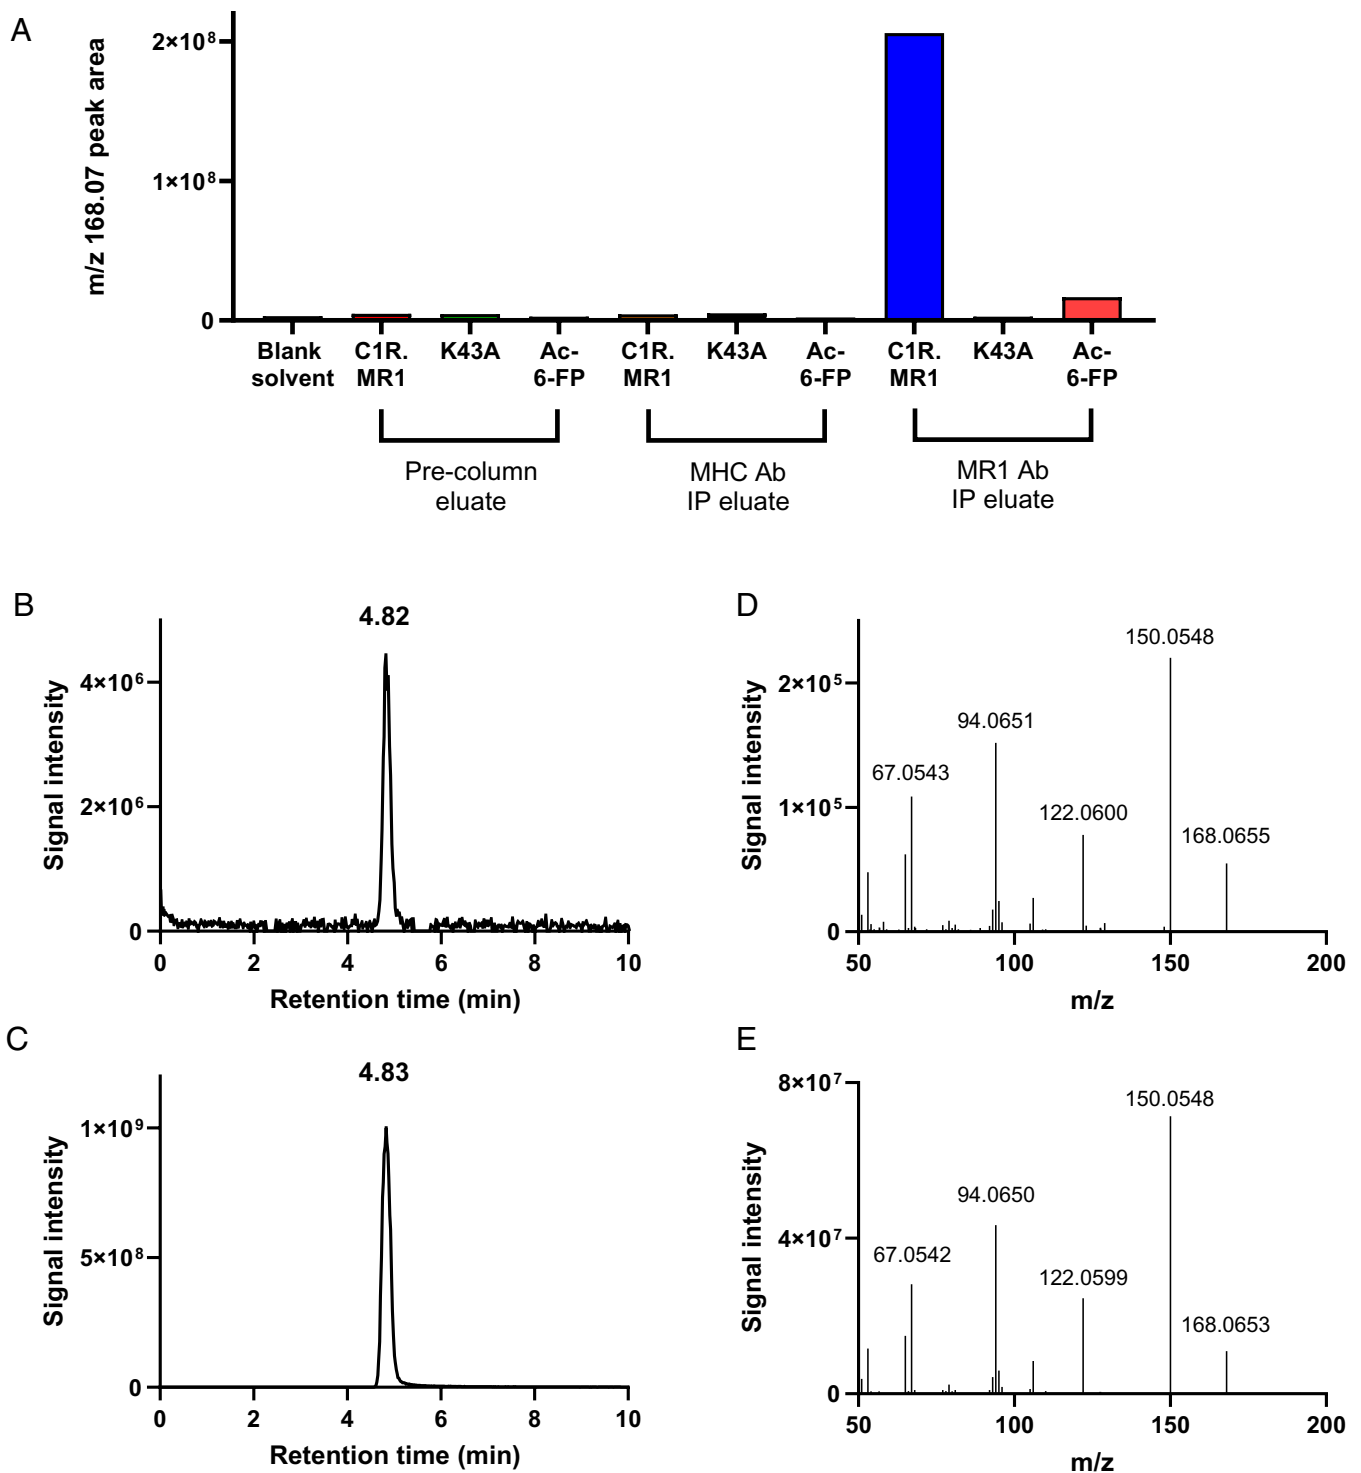 A
m/z 168.07 peak area
2×10⁸
1×10⁸
0
Blank solvent
C1R. MR1
K43A
Ac- 6-FP
C1R. MR1
K43A
Ac- 6-FP
C1R. MR1
K43A
Ac- 6-FP
Pre-column
eluate
MHC Ab
IP eluate
MR1 Ab
IP eluate
B
4.82
Signal intensity
4×10⁶
2×10⁶
0
0 2 4 6 8 10
Retention time (min)
D
Signal intensity
2×10⁵
1×10⁵
0
67.0543
94.0651
122.0600
150.0548
168.0655
50 100 150 200
m/z
C
4.83
Signal intensity
1×10⁹
5×10⁸
0
0 2 4 6 8 10
Retention time (min)
E
Signal intensity
8×10⁷
4×10⁷
0
67.0542
94.0650
122.0599
150.0548
168.0653
50 100 150 200
m/z